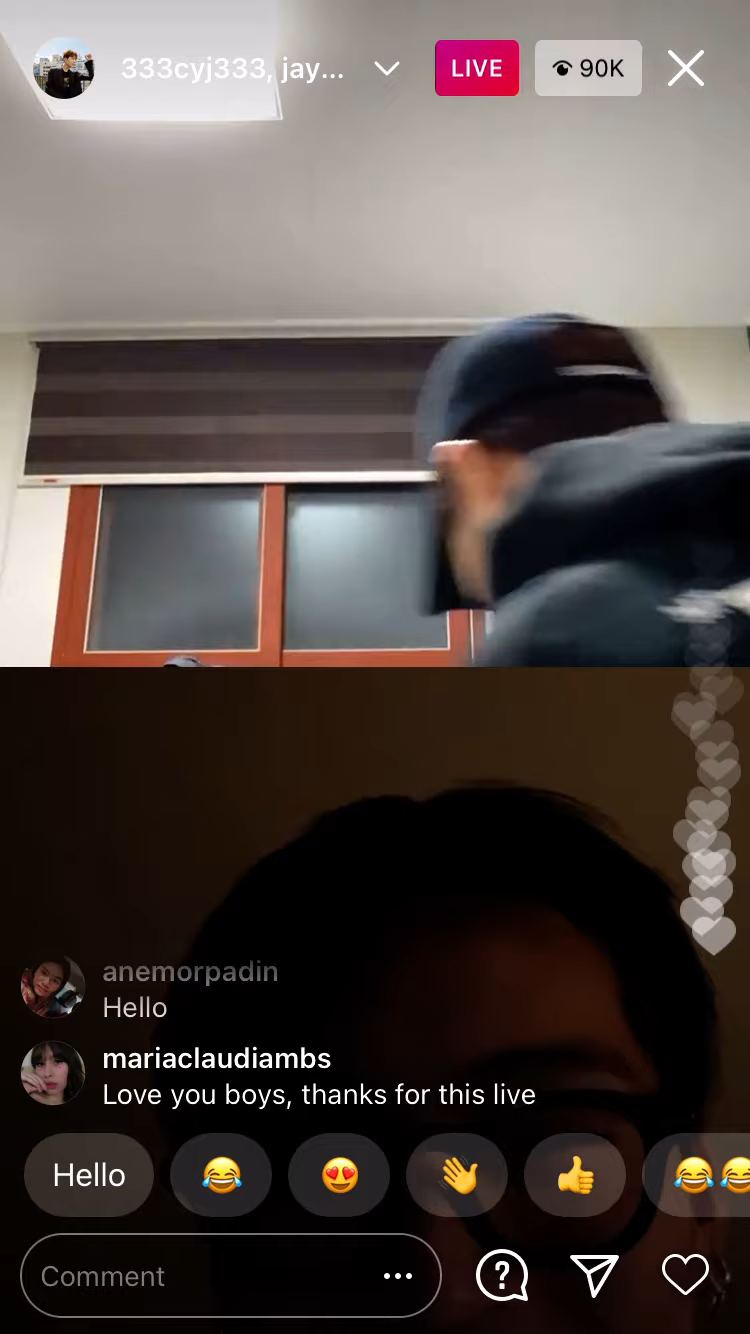 333cyj333, jay...
LIVE
90K
anemorpadin
Hello
mariaclaudiambs
Love you boys, thanks for this live
Hello
Comment